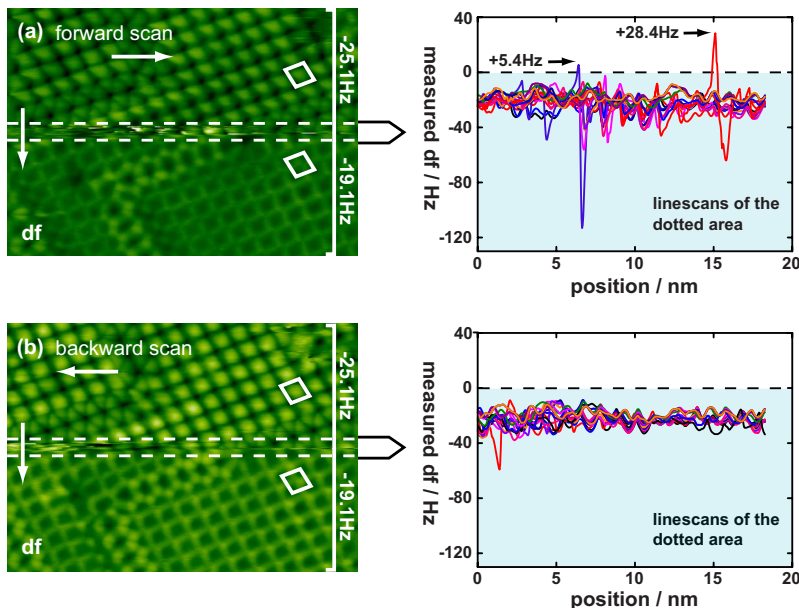 (a) forward scan
-25.1Hz
-19.1Hz
df
measured df / Hz
40
0
-40
-80
-130
+5.4Hz
+28.4Hz
linescans of the
dotted area
0 5 10 15 20
position / nm
(b) backward scan
-25.1Hz
-19.1Hz
df
measured df / Hz
40
0
-40
-80
-130
linescans of the
dotted area
0 5 10 15 20
position / nm